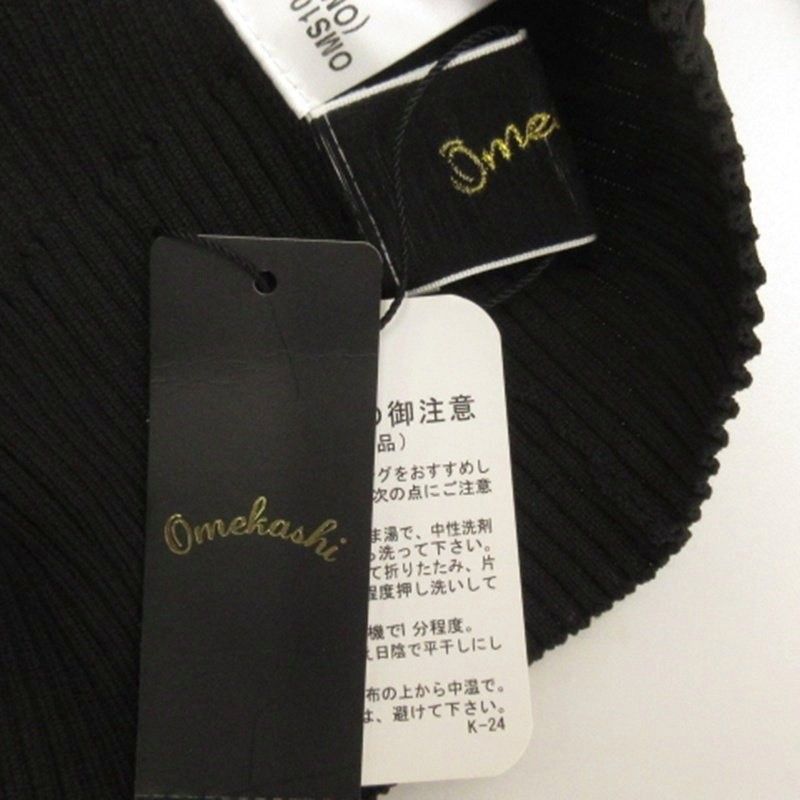 OMS10
(O
Ome
Omekashi
御注意
品)
グをおすすめし
次の点にご注意
ま湯で、中性洗剤
ら洗って下さい。
て折りたたみ、片
程度押し洗いして
機で1分程度。
え日陰で平干しにし
布の上から中温で。
は、避けて下さい。
K-24